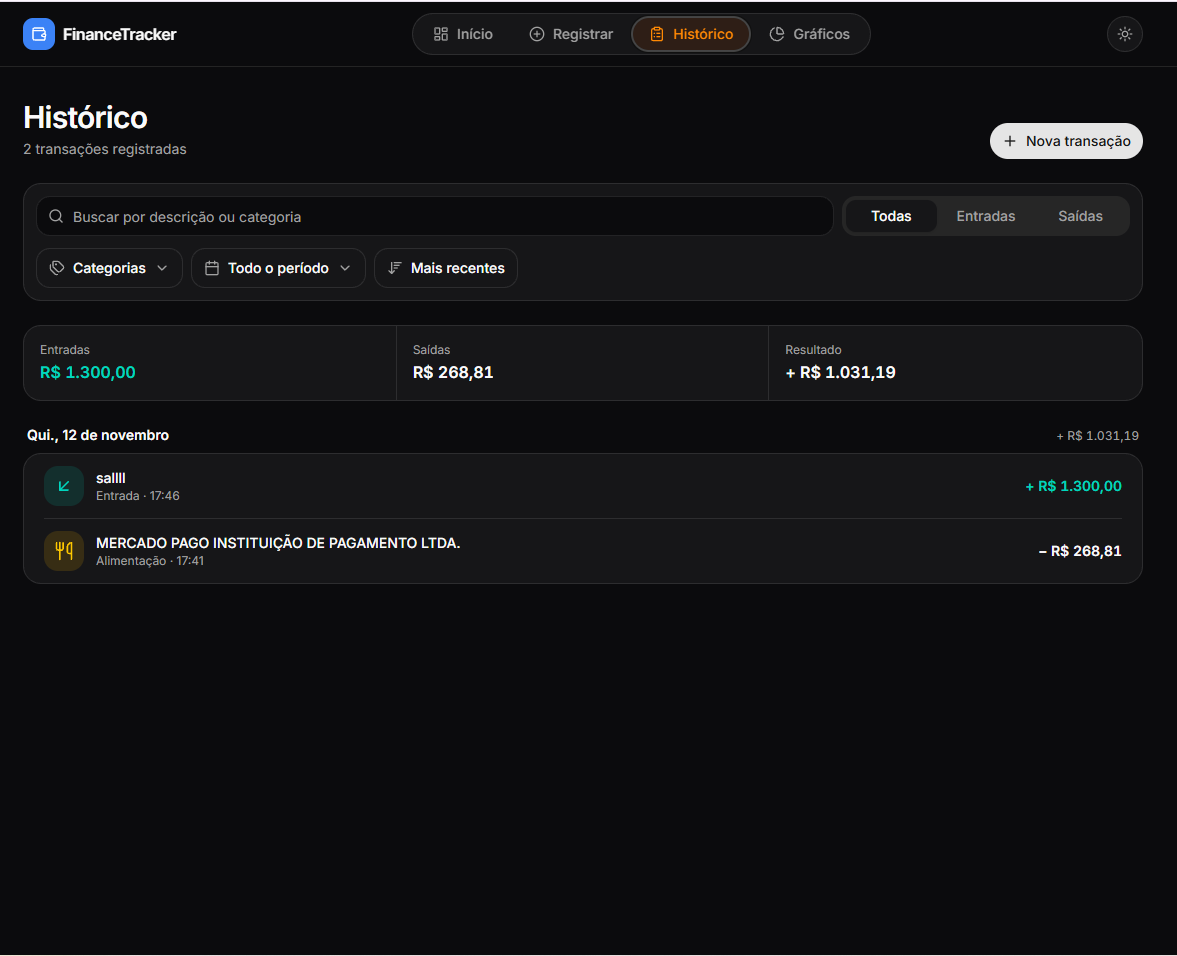 FinanceTracker
Início
Registrar
Histórico
Gráficos
Histórico
2 transações registradas
Nova transação
Buscar por descrição ou categoria
Todas
Entradas
Saídas
Categorias
Todo o período
Mais recentes
Entradas
R$ 1.300,00
Saídas
R$ 268,81
Resultado
+ R$ 1.031,19
Qui., 12 de novembro
+ R$ 1.031,19
sallll
Entrada · 17:46
+ R$ 1.300,00
MERCADO PAGO INSTITUIÇÃO DE PAGAMENTO LTDA.
Alimentação · 17:41
– R$ 268,81